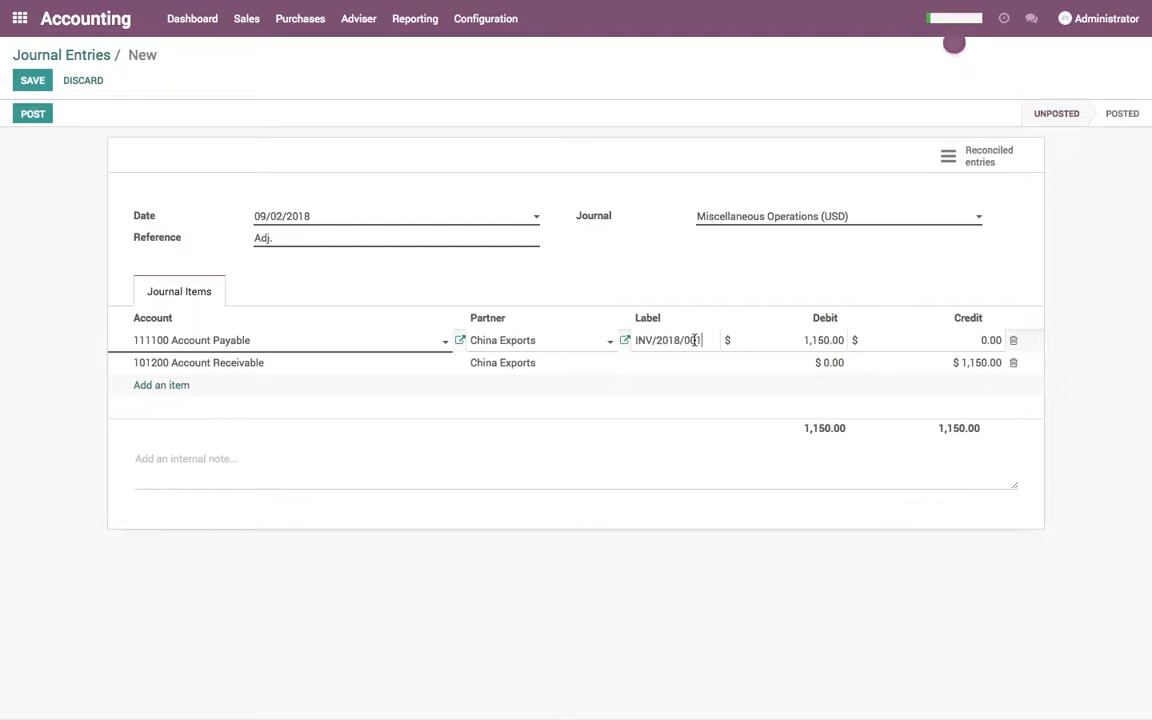 Accounting Dashboard Sales Purchases Adviser Reporting Configuration Administrator
Journal Entries / New
SAVE DISCARD
POST UNPOSTED POSTED
Reconciled
entries
Date 09/02/2018 Journal Miscellaneous Operations (USD)
Reference Adj.
Journal Items
Account Partner Label Debit Credit
111100 Account Payable China Exports INV/2018/001 $ 1,150.00 $ 0.00
101200 Account Receivable China Exports $ 0.00 $ 1,150.00
Add an item
1,150.00 1,150.00
Add an internal note...